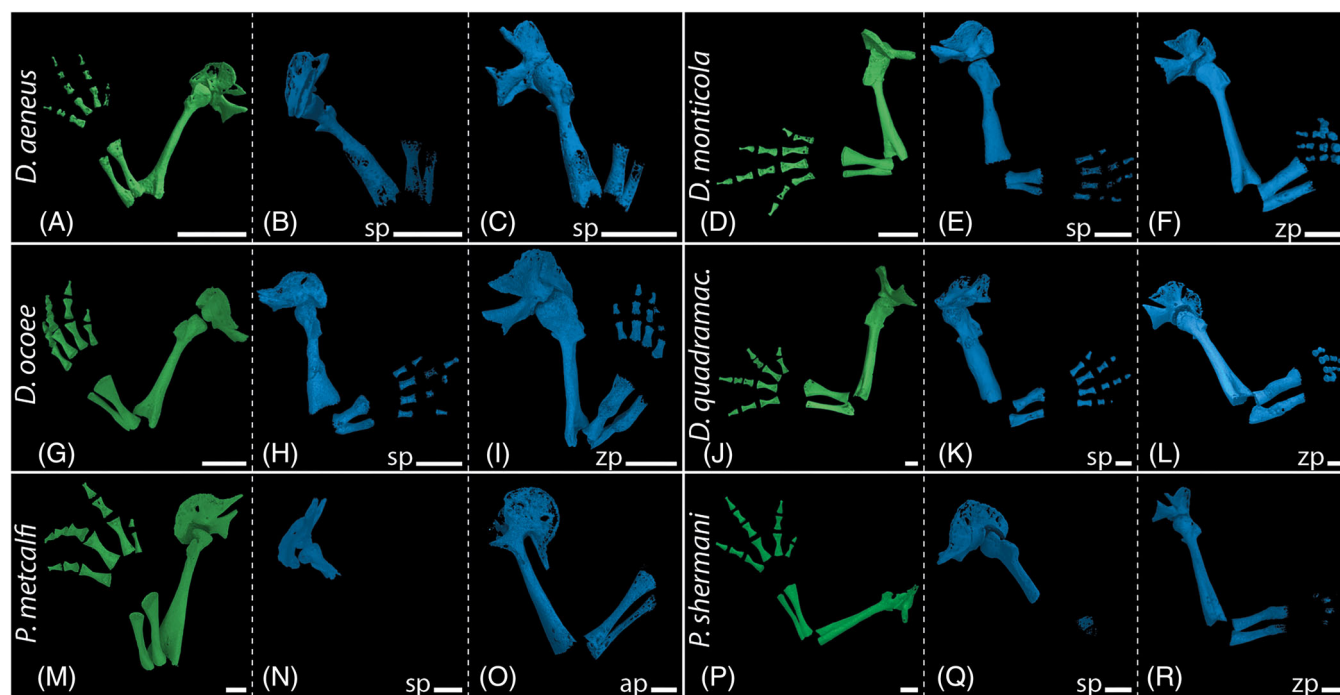 D. aeneus
(A)
(B)
sp
(C)
sp
D. monticola
(D)
(E)
sp
(F)
zp
D. ocoee
(G)
(H)
sp
(I)
zp
D. quadramac.
(J)
(K)
sp
(L)
zp
P. metcalfi
(M)
(N)
sp
(O)
ap
P. shermani
(P)
(Q)
sp
(R)
zp